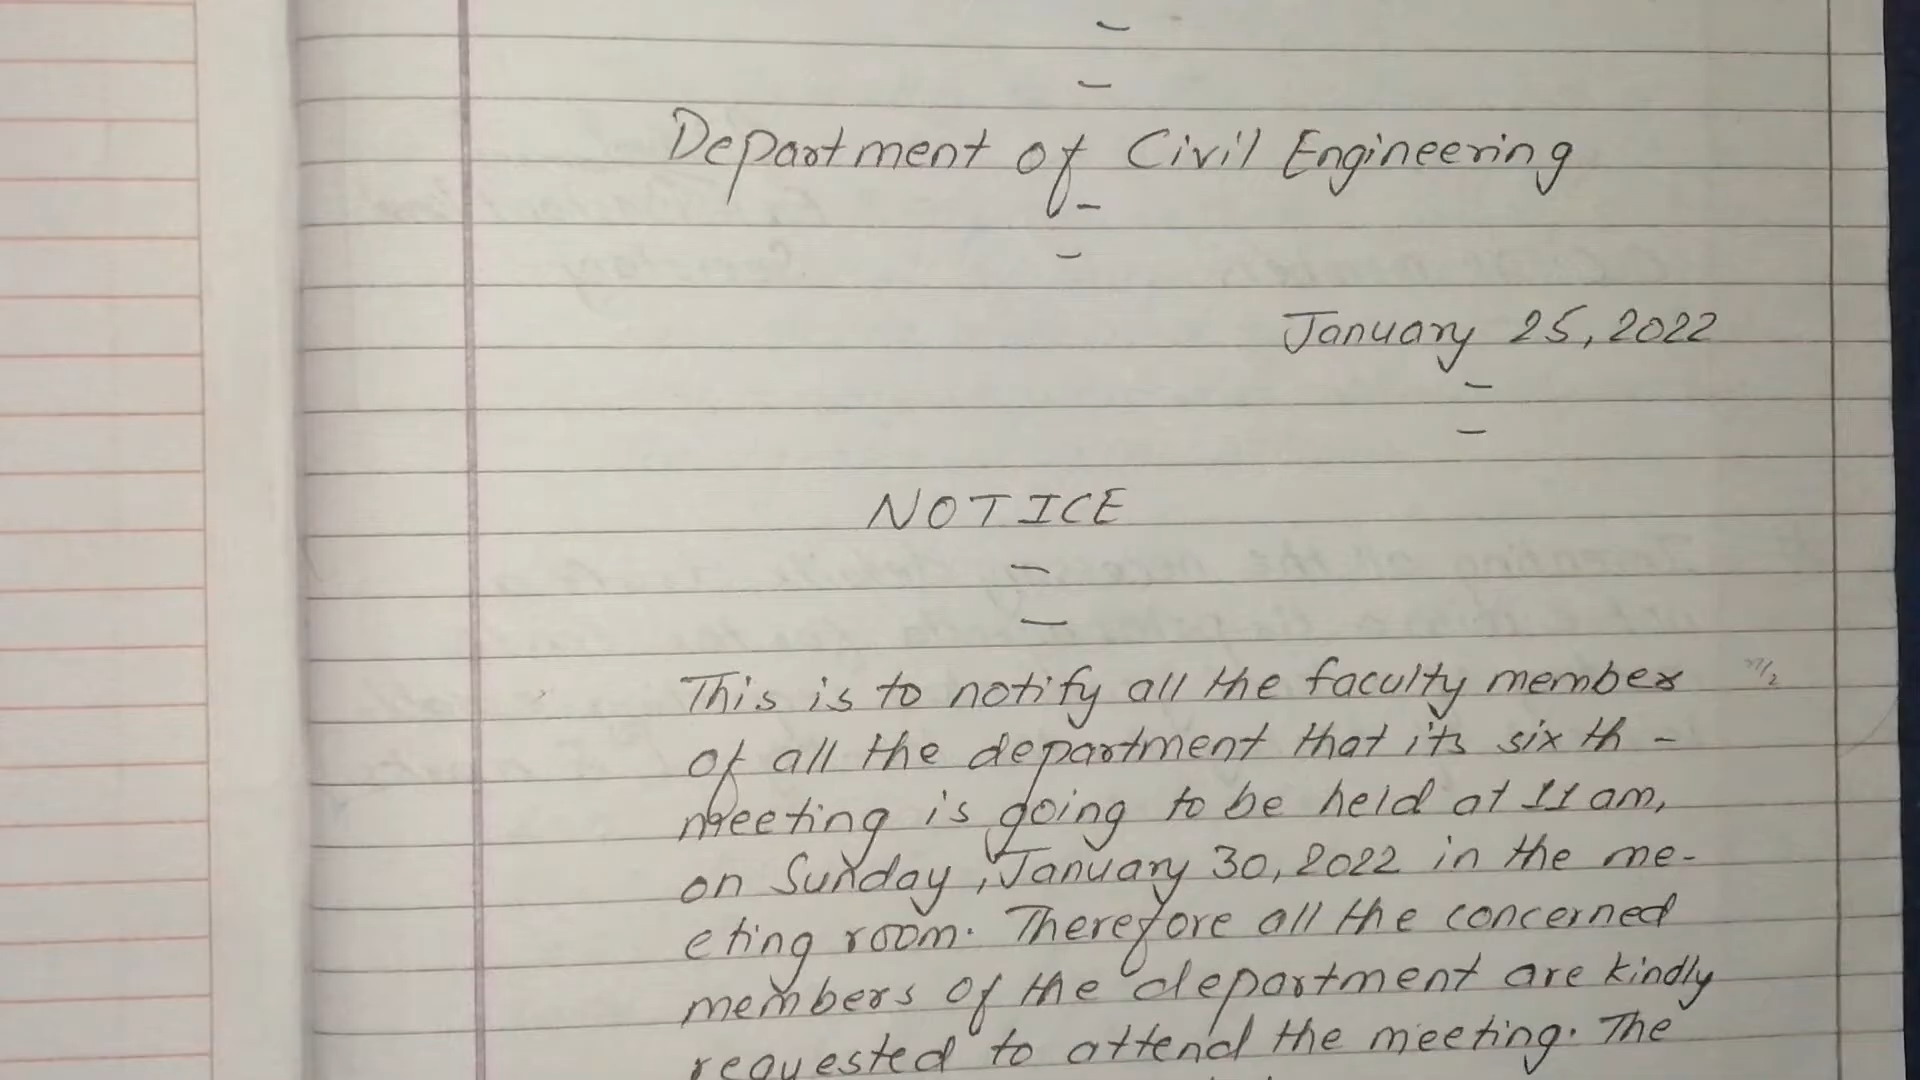 Department of Civil Engineering
January 25, 2022
NOTICE
This is to notify all the faculty member
of all the department that its six th -
meeting is going to be held at 11 am,
on Sunday, January 30, 2022 in the me-
eting room. Therefore all the concerned
members of the department are kindly
requested to attend the meeting. The